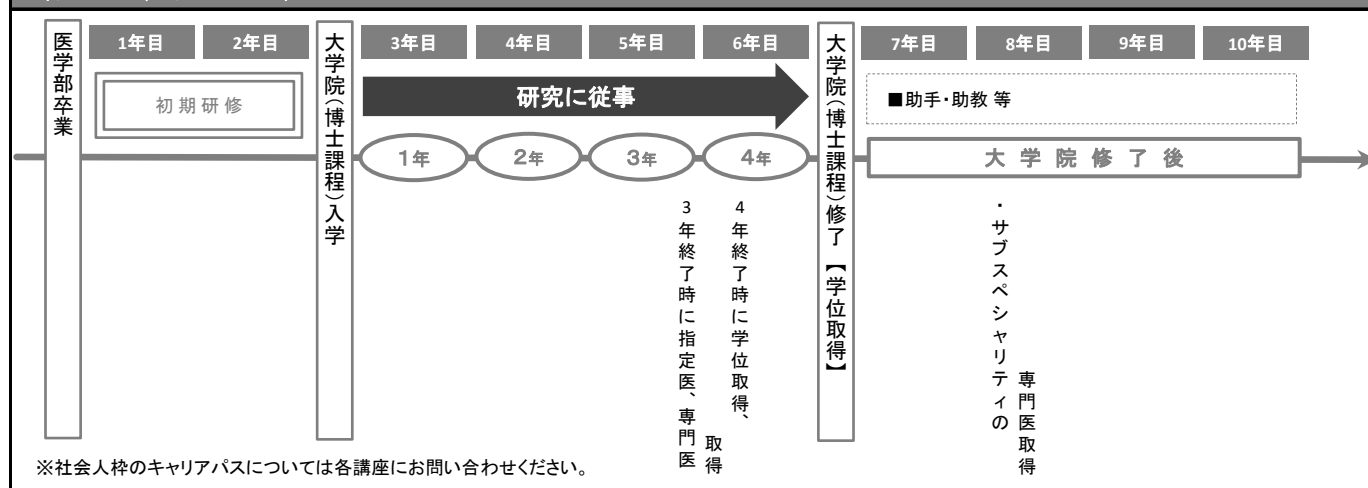 医学部卒業
1年目
2年目
初期研修
大学院(博士課程)入学
3年目
4年目
5年目
6年目
研究に従事
1年
2年
3年
4年
3年終了時に指定医、専門医
取得
4年終了時に学位取得、
大学院(博士課程)修了【学位取得】
7年目
8年目
9年目
10年目
■助手・助教 等
大学院修了後
・サブスペシャリティの
専門医取得
※社会人枠のキャリアパスについては各講座にお問い合わせください。